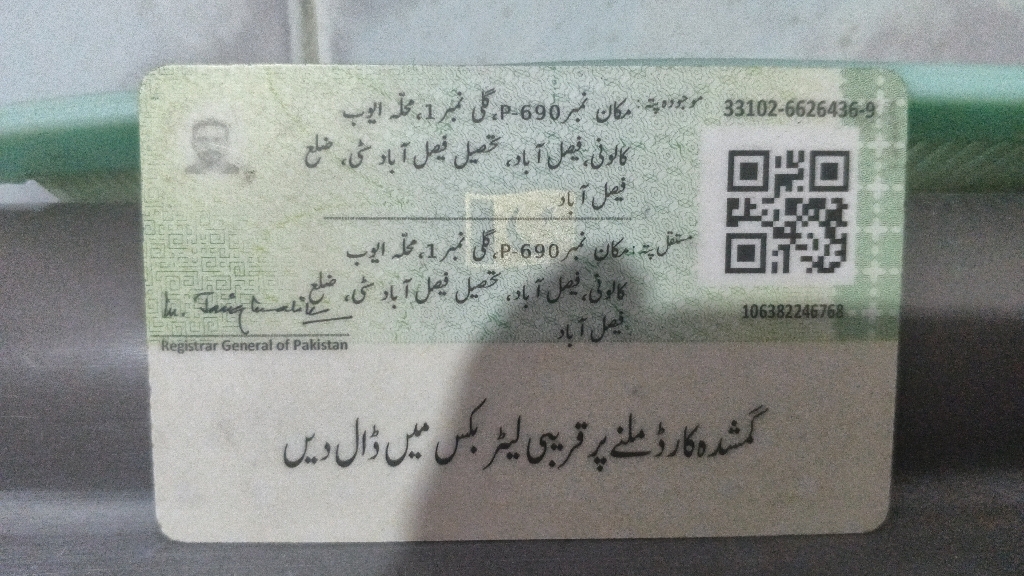 33102-6626436-9
موجودہ پتہ: مکان نمبر P-690، گلی نمبر 1، محلہ ایوب
کالونی، فیصل آباد، تحصیل فیصل آباد سٹی، ضلع
فیصل آباد
مستقل پتہ: مکان نمبر P-690، گلی نمبر 1، محلہ ایوب
کالونی، فیصل آباد، تحصیل فیصل آباد سٹی، ضلع
فیصل آباد
106382246768
Registrar General of Pakistan
گمشدہ کارڈ ملنے پر قریبی لیٹر بکس میں ڈال دیں